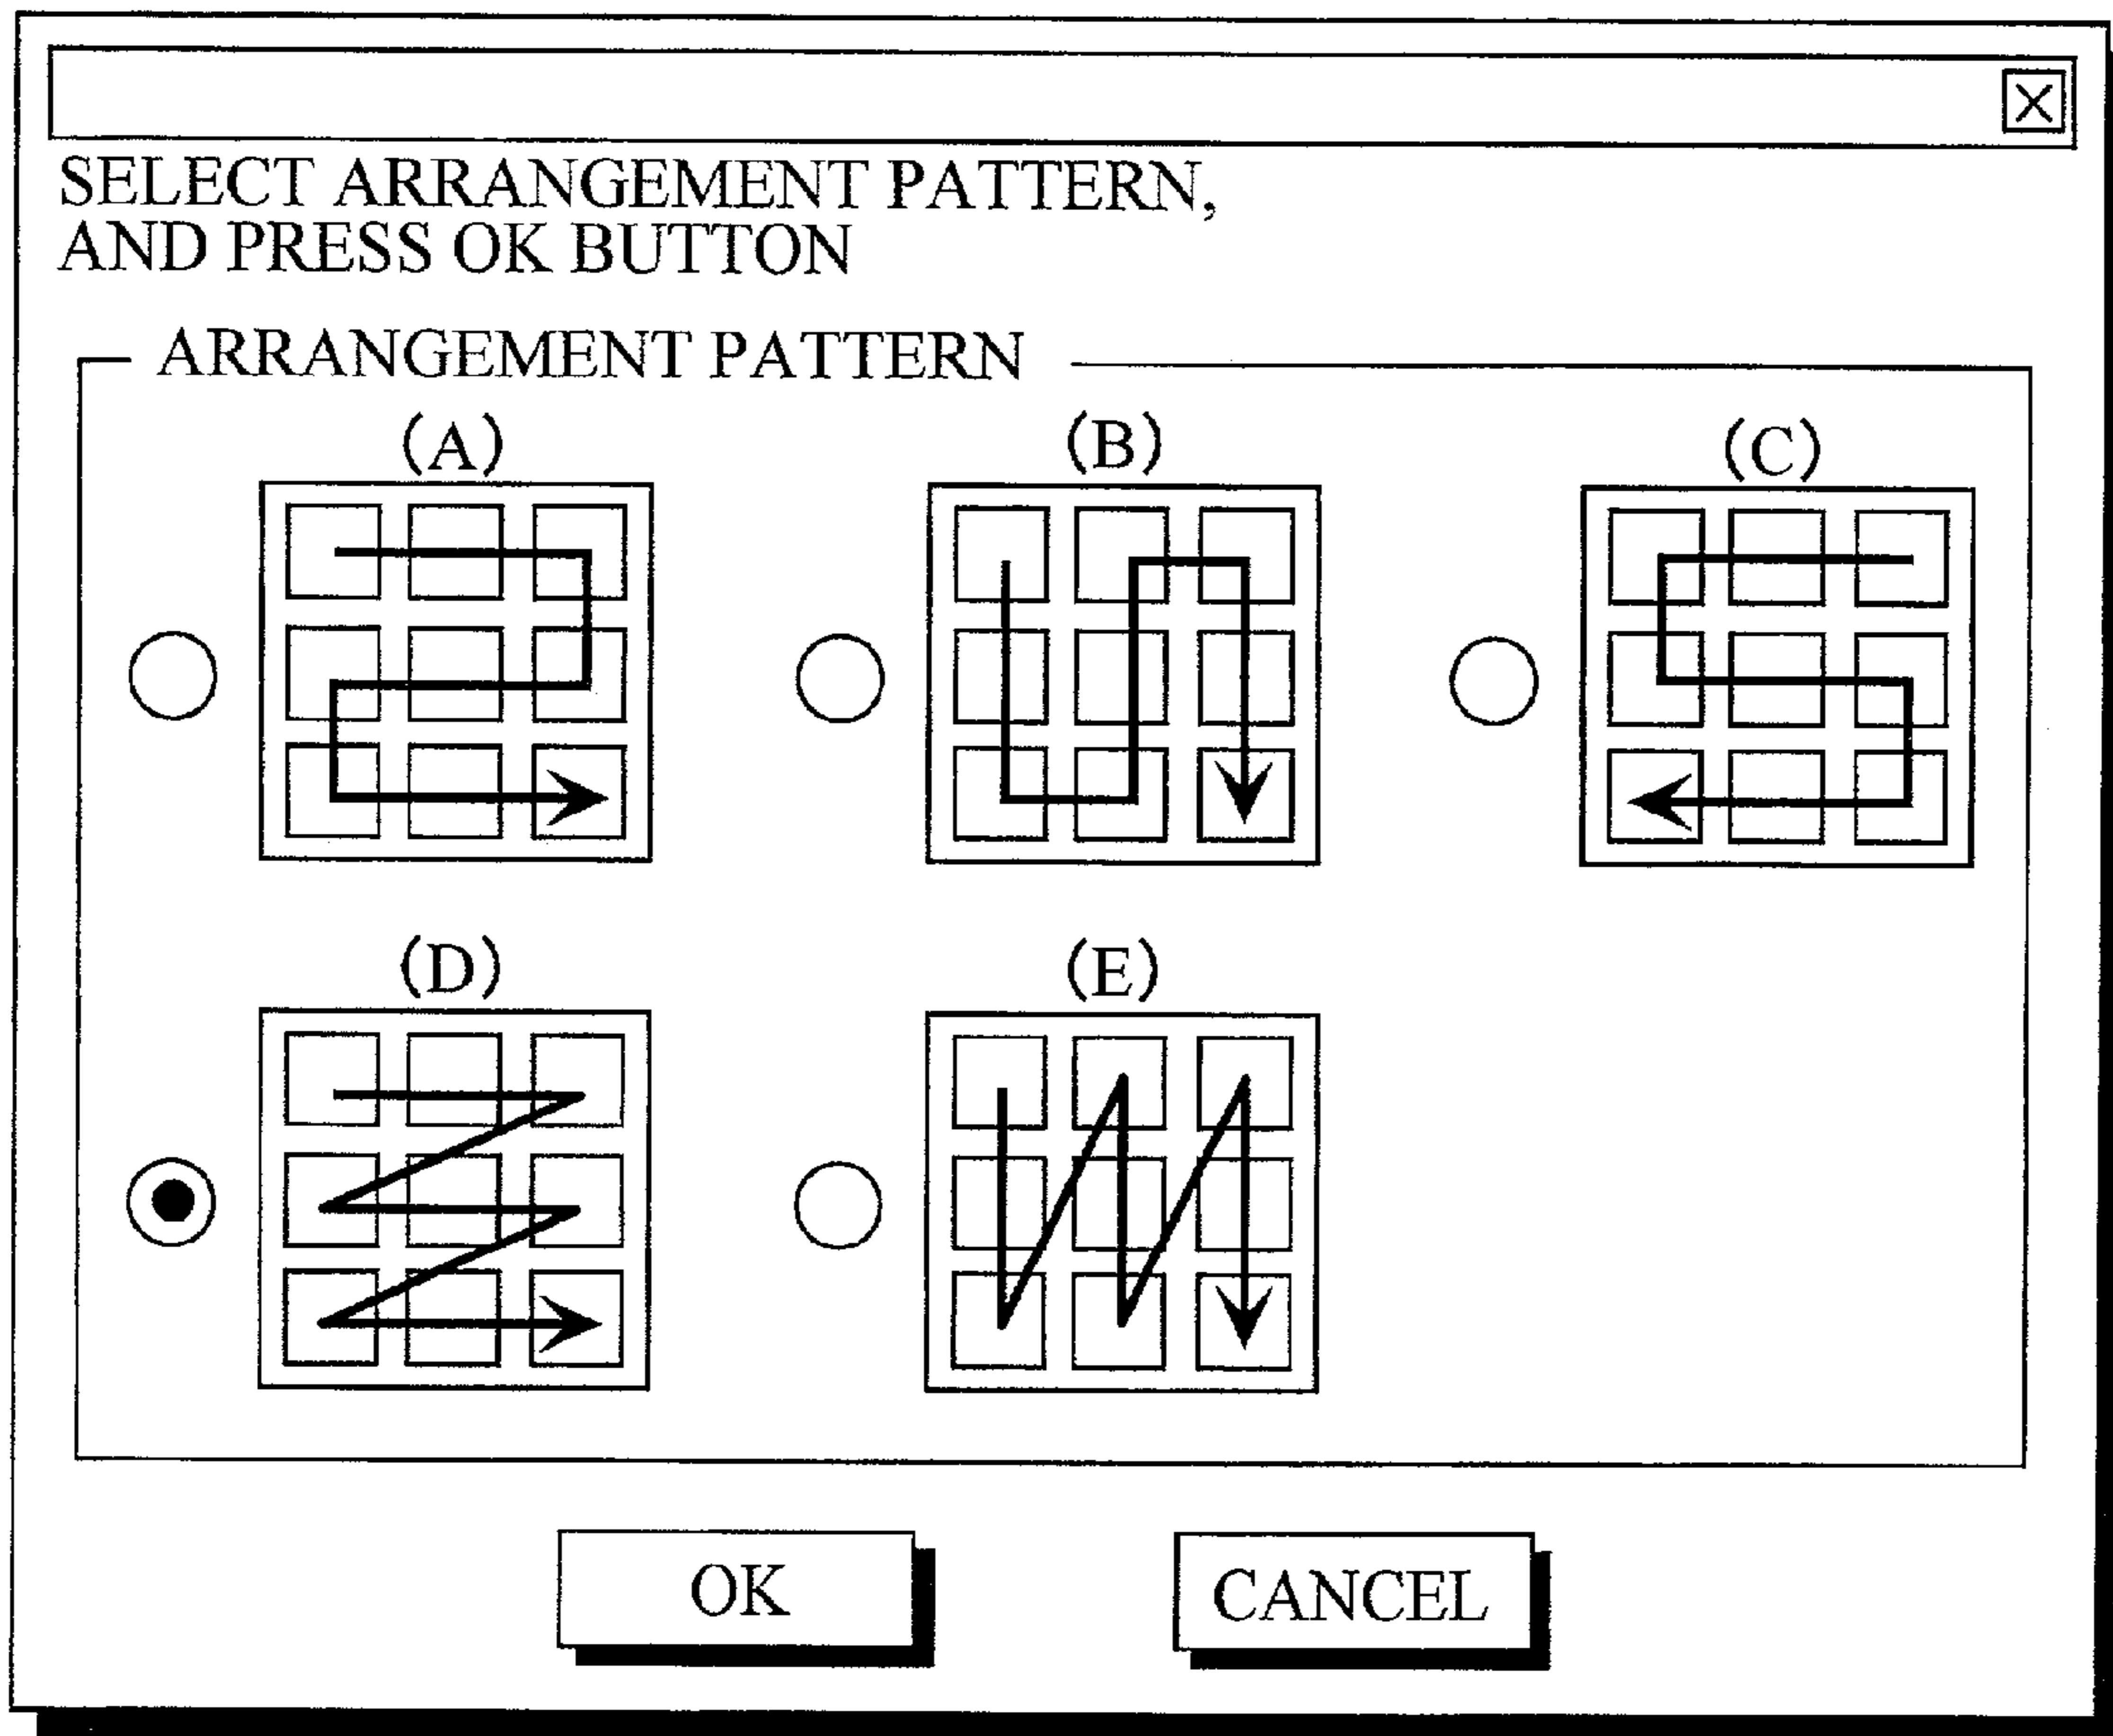 SELECT ARRANGEMENT PATTERN,
AND PRESS OK BUTTON
ARRANGEMENT PATTERN
(A)
(B)
(C)
(D)
(E)
OK
CANCEL